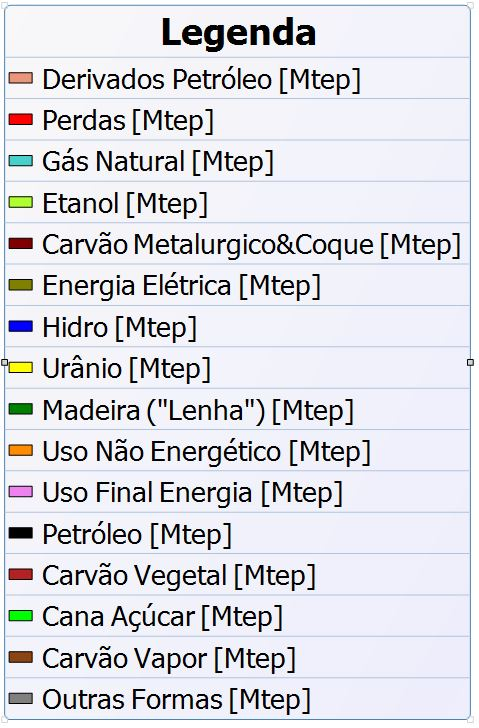 Legenda
Derivados Petróleo [Mtep]
Perdas [Mtep]
Gás Natural [Mtep]
Etanol [Mtep]
Carvão Metalurgico&Coque [Mtep]
Energia Elétrica [Mtep]
Hidro [Mtep]
Urânio [Mtep]
Madeira ("Lenha") [Mtep]
Uso Não Energético [Mtep]
Uso Final Energia [Mtep]
Petróleo [Mtep]
Carvão Vegetal [Mtep]
Cana Açúcar [Mtep]
Carvão Vapor [Mtep]
Outras Formas [Mtep]